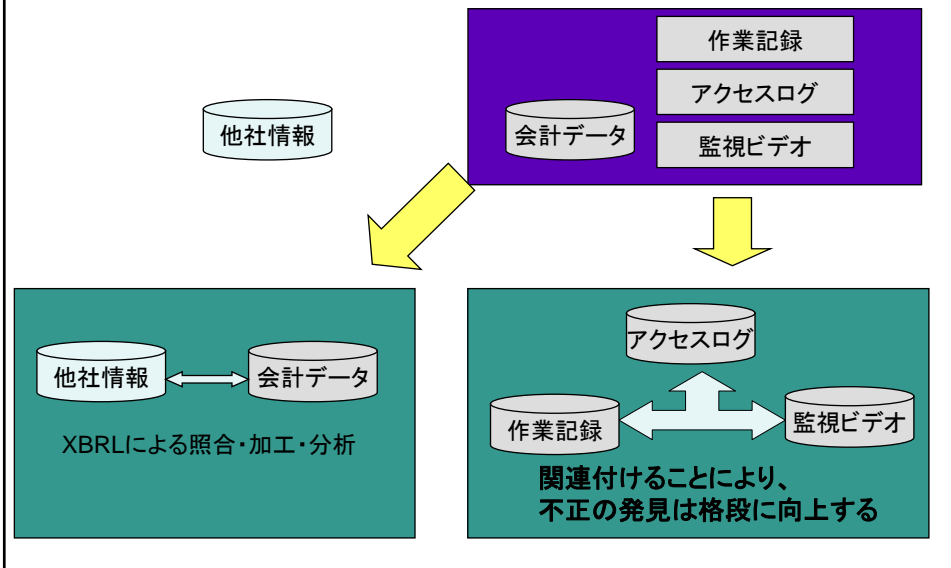 作業記録
アクセスログ
他社情報
会計データ
監視ビデオ
他社情報
会計データ
XBRLによる照合・加工・分析
アクセスログ
作業記録
監視ビデオ
関連付けることにより、
不正の発見は格段に向上する